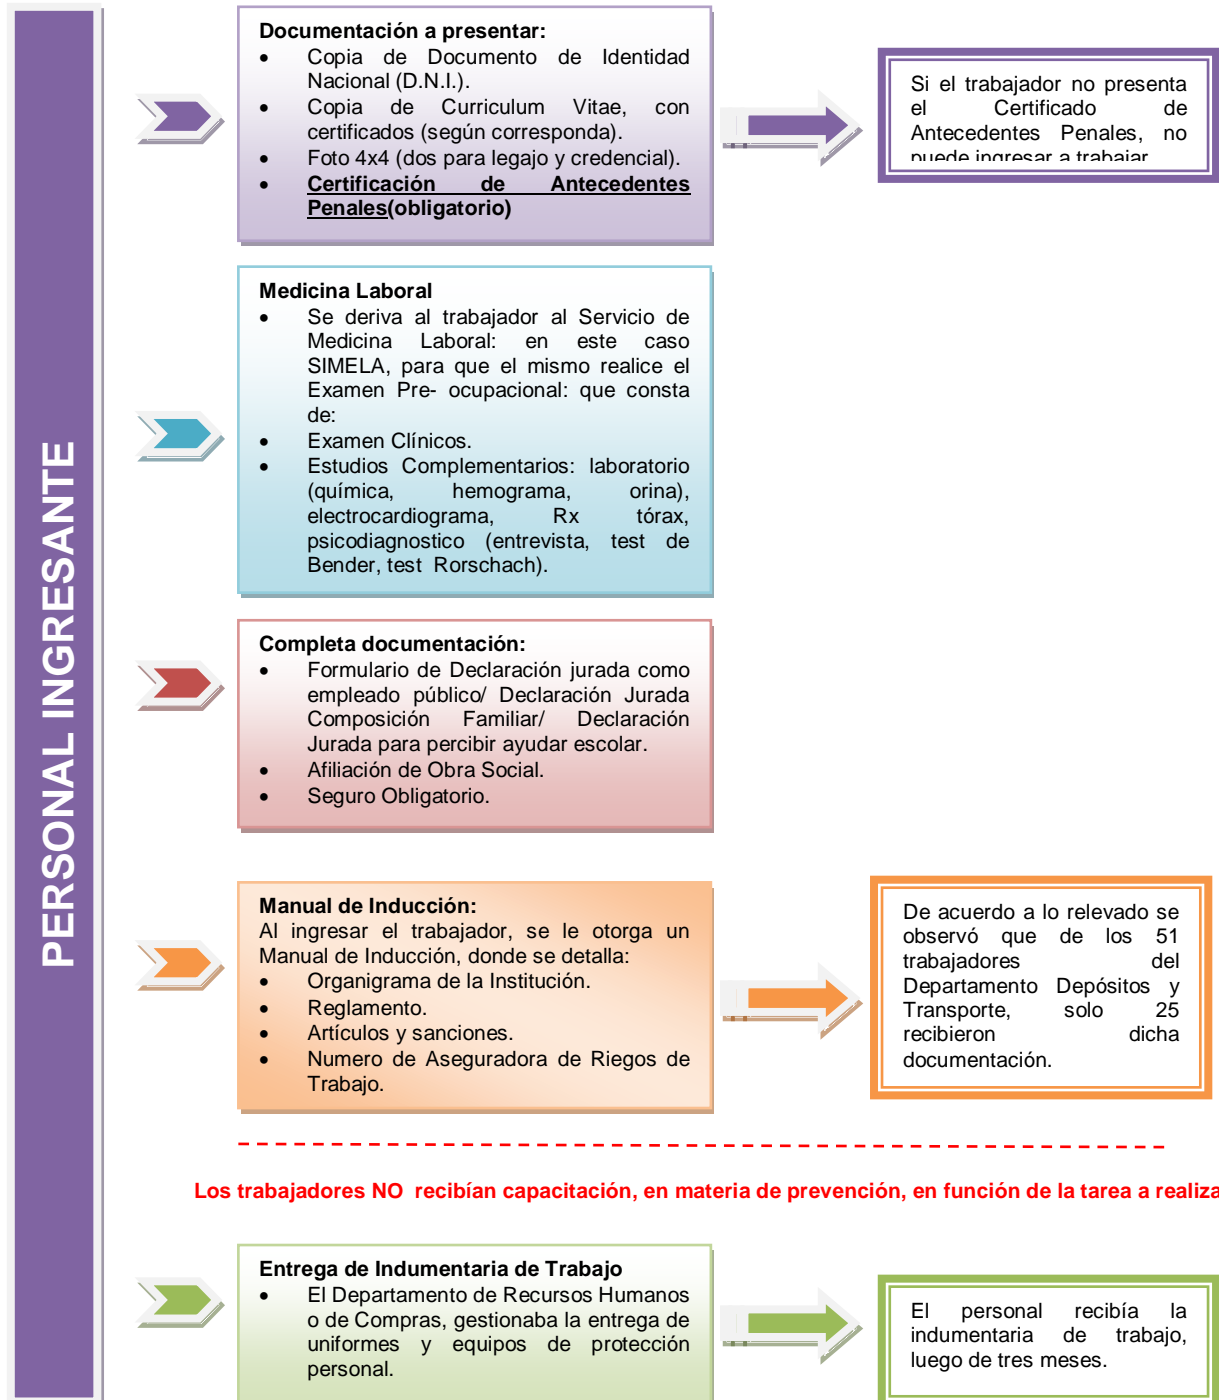 PERSONAL INGRESANTE
Documentación a presentar:
• Copia de Documento de Identidad
Nacional (D.N.I.).
• Copia de Curriculum Vitae, con
certificados (según corresponda).
• Foto 4x4 (dos para legajo y credencial).
• Certificación de Antecedentes
Penales(obligatorio)
Si el trabajador no presenta
el Certificado de
Antecedentes Penales, no
puede ingresar a trabajar
Medicina Laboral
• Se deriva al trabajador al Servicio de
Medicina Laboral: en este caso
SIMELA, para que el mismo realice el
Examen Pre- ocupacional: que consta
de:
• Examen Clínicos.
• Estudios Complementarios: laboratorio
(química, hemograma, orina),
electrocardiograma, Rx tórax,
psicodiagnostico (entrevista, test de
Bender, test Rorschach).
Completa documentación:
• Formulario de Declaración jurada como
empleado público/ Declaración Jurada
Composición Familiar/ Declaración
Jurada para percibir ayudar escolar.
• Afiliación de Obra Social.
• Seguro Obligatorio.
Manual de Inducción:
Al ingresar el trabajador, se le otorga un
Manual de Inducción, donde se detalla:
• Organigrama de la Institución.
• Reglamento.
• Artículos y sanciones.
• Numero de Aseguradora de Riegos de
Trabajo.
De acuerdo a lo relevado se
observó que de los 51
trabajadores del
Departamento Depósitos y
Transporte, solo 25
recibieron dicha
documentación.
Los trabajadores NO recibían capacitación, en materia de prevención, en función de la tarea a realiza
Entrega de Indumentaria de Trabajo
• El Departamento de Recursos Humanos
o de Compras, gestionaba la entrega de
uniformes y equipos de protección
personal.
El personal recibía la
indumentaria de trabajo,
luego de tres meses.